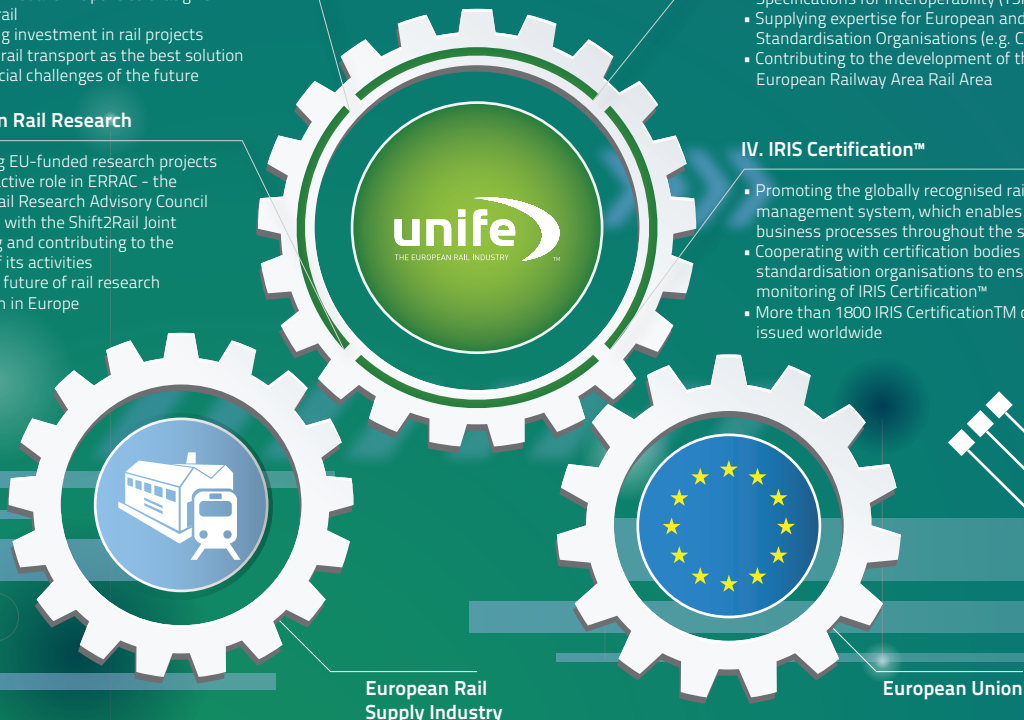 rail
g investment in rail projects
rail transport as the best solution
cial challenges of the future
n Rail Research
g EU-funded research projects
active role in ERRAC - the
ail Research Advisory Council
with the Shift2Rail Joint
g and contributing to the
f its activities
future of rail research
n in Europe
unife
THE EUROPEAN RAIL INDUSTRY
TM
Specifications for Interoperability (TSI
▪ Supplying expertise for European and
Standardisation Organisations (e.g. C
▪ Contributing to the development of th
European Railway Area Rail Area
IV. IRIS Certification™
▪ Promoting the globally recognised rai
management system, which enables
business processes throughout the s
▪ Cooperating with certification bodies
standardisation organisations to ens
monitoring of IRIS Certification™
▪ More than 1800 IRIS CertificationTM c
issued worldwide
European Rail
Supply Industry
European Union